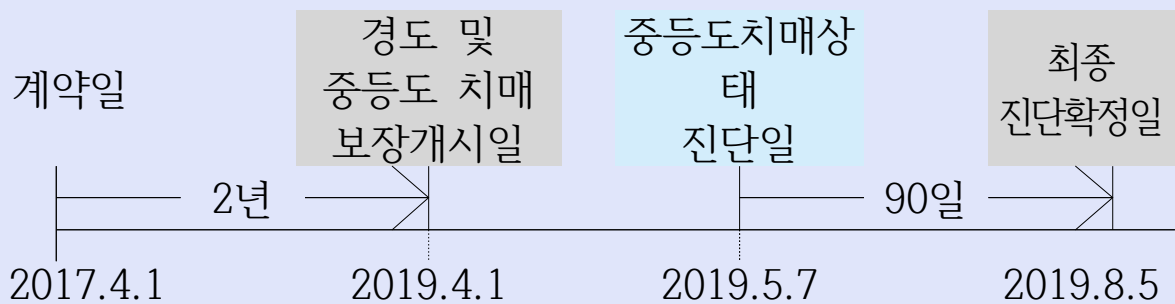 계약일
경도 및
중등도 치매
보장개시일
중등도치매상
태
진단일
최종
진단확정일
2년
90일
2017.4.1
2019.4.1
2019.5.7
2019.8.5